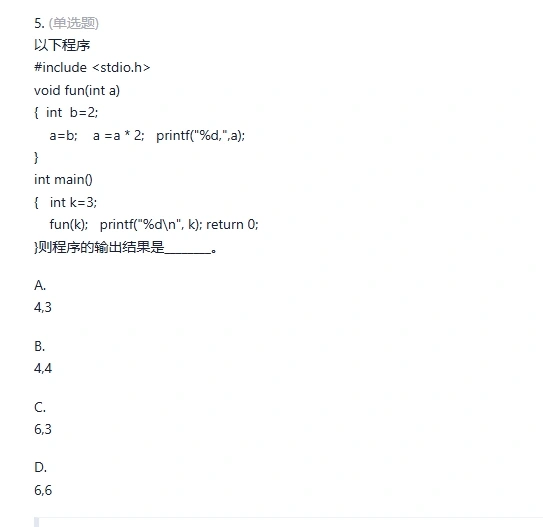 5. (单选题)
以下程序
#include <stdio.h>
void fun(int a)
{  int  b=2;
a=b;    a =a * 2;   printf("%d,",a);
}
int main()
{   int k=3;
fun(k);   printf("%d\n", k); return 0;
}则程序的输出结果是________。
A.
4,3
B.
4,4
C.
6,3
D.
6,6